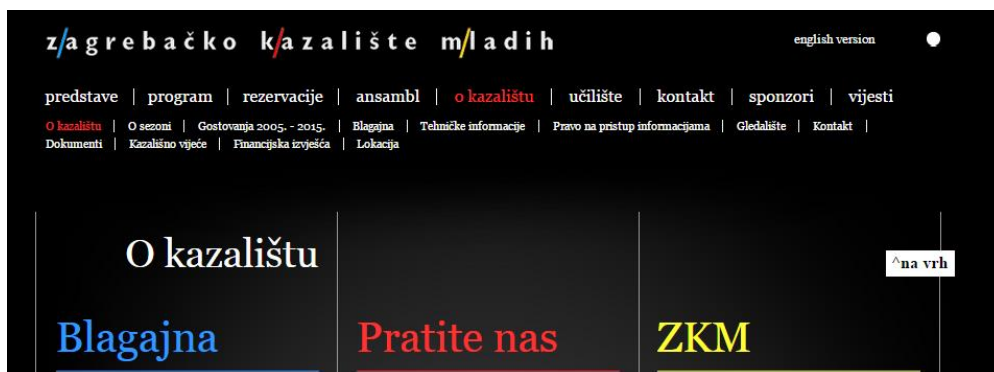 z/agrebačko k/azalište m/ladih
english version
predstave | program | rezervacije | ansambl | o kazalištu | učilište | kontakt | sponzori | vijesti
O kazalištu | O sezoni | Gostovanja 2005. - 2015. | Blagajna | Tehničke informacije | Pravo na pristup informacijama | Gledalište | Kontakt |
Dokumenti | Kazališno vijeće | Financijska izvješća | Lokacija
O kazalištu
^na vrh
Blagajna Pratite nas ZKM